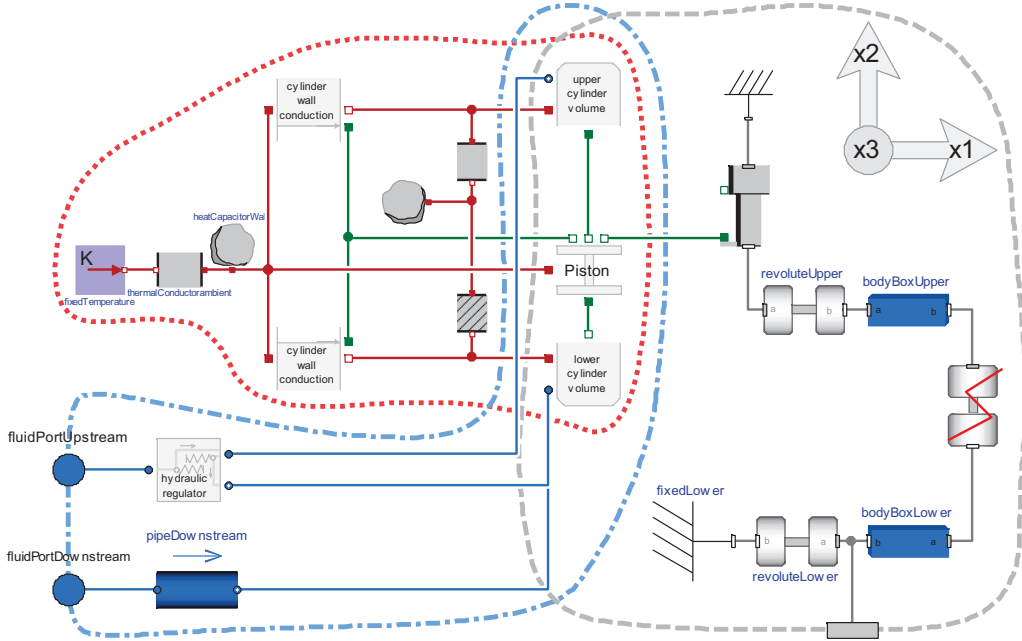 x2
x3
x1
cylinder
wall
conduction
upper
cylinder
volume
heatCapacitorWal
K
fixedTemperature
thermalConductorambient
Piston
revoluteUpper
a
b
bodyBoxUpper
a
b
cylinder
wall
conduction
lower
cylinder
volume
fluidPortUpstream
hydraulic
regulator
fixedLower
b
a
revoluteLower
bodyBoxLower
b
a
pipeDownstream
fluidPortDownstream